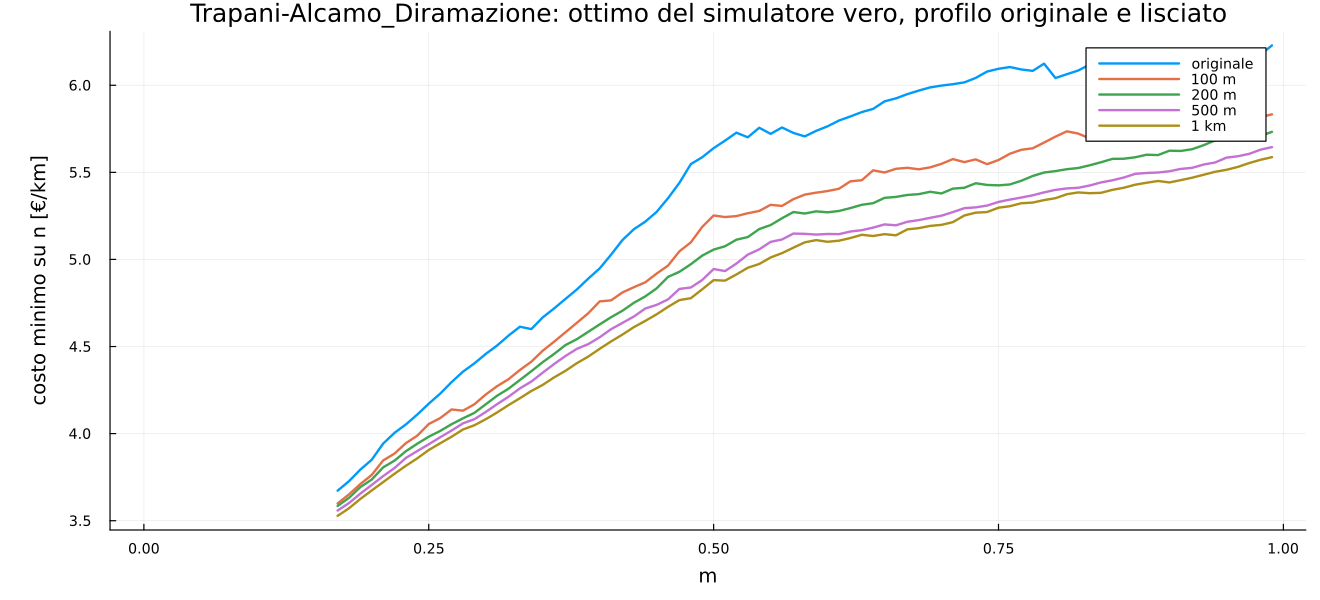 Trapani-Alcamo_Diramazione: ottimo del simulatore vero, profilo originale e lisciato
costo minimo su n [€/km]
6.0
5.5
5.0
4.5
4.0
3.5
originale
100 m
200 m
500 m
1 km
0.00
0.25
0.50
0.75
1.00
m